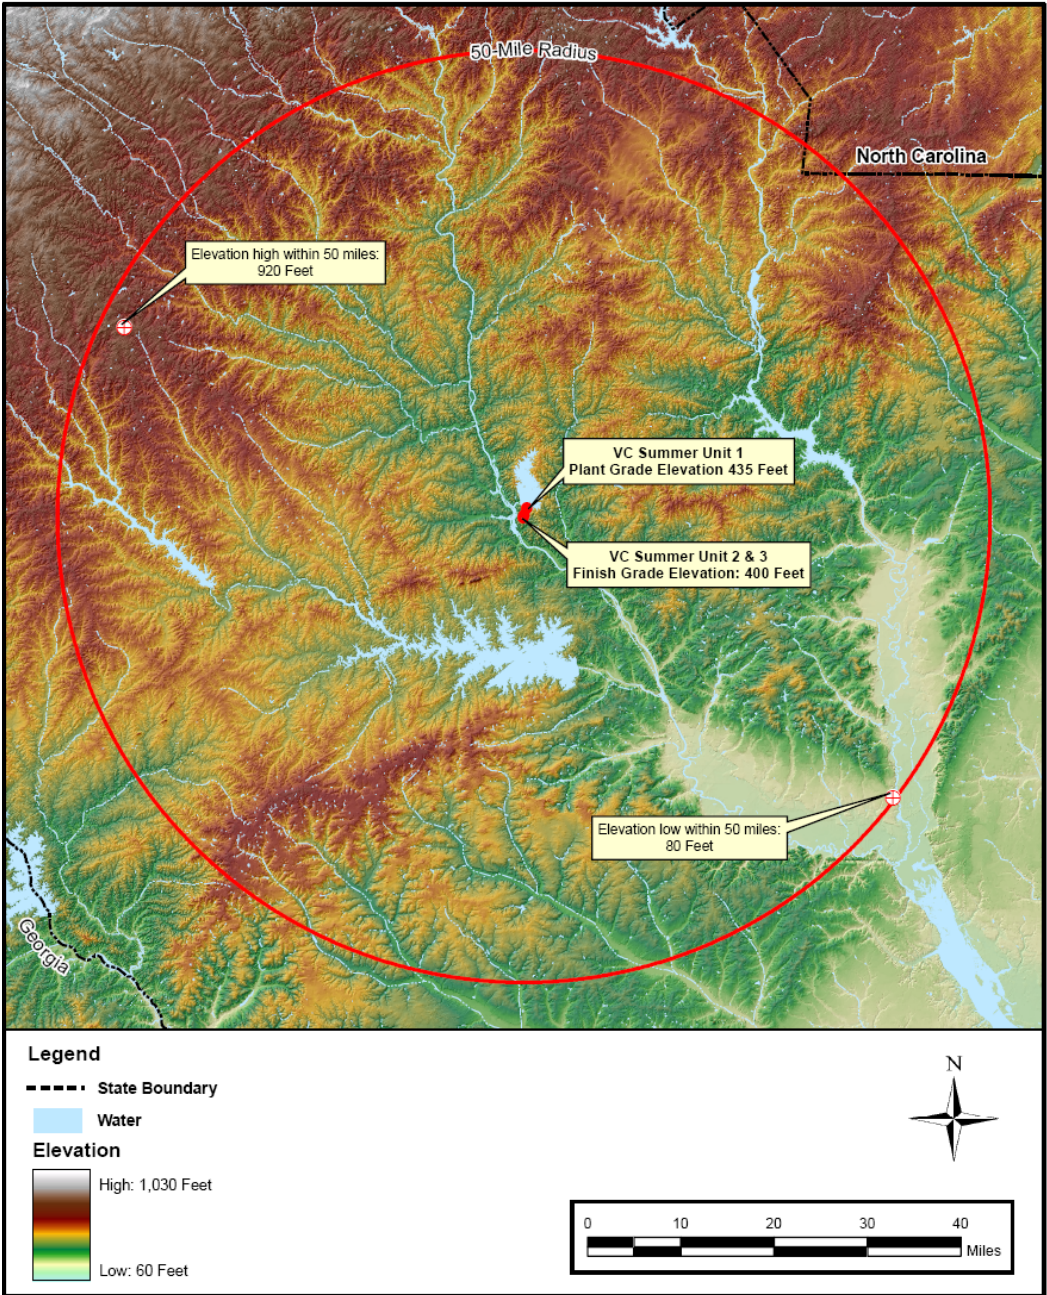 50-Mile Radius
North Carolina
Elevation high within 50 miles:
920 Feet
VC Summer Unit 1
Plant Grade Elevation 435 Feet
VC Summer Unit 2 & 3
Finish Grade Elevation: 400 Feet
Elevation low within 50 miles:
80 Feet
Georgia
Legend
State Boundary
Water
Elevation
High: 1,030 Feet
Low: 60 Feet
N
0 10 20 30 40
Miles